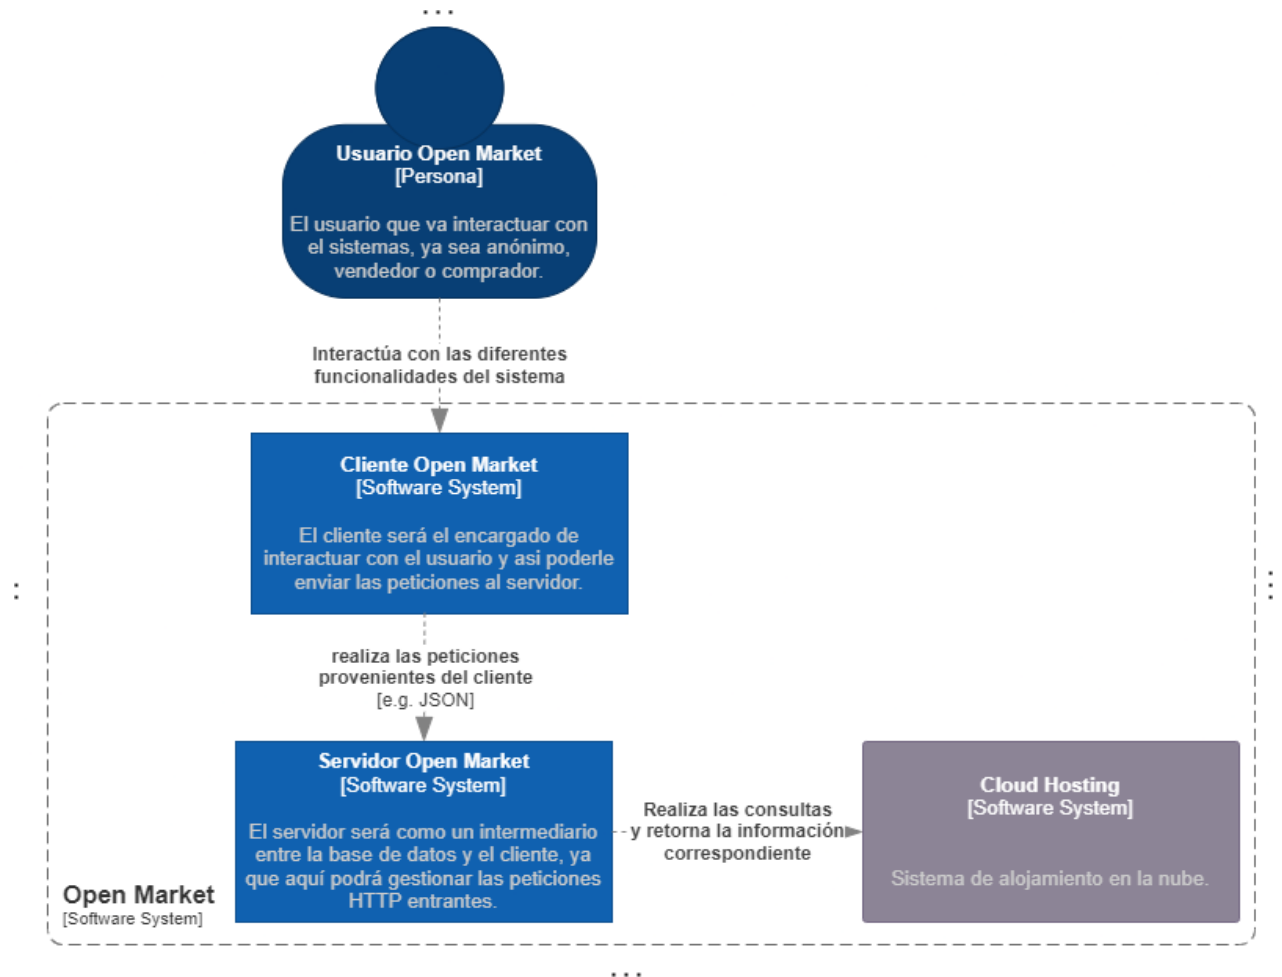 Usuario Open Market
[Persona]
El usuario que va interactuar con
el sistemas, ya sea anónimo,
vendedor o comprador.
Interactúa con las diferentes
funcionalidades del sistema
Cliente Open Market
[Software System]
El cliente será el encargado de
interactuar con el usuario y asi poderle
enviar las peticiones al servidor.
realiza las peticiones
provenientes del cliente
[e.g. JSON]
Servidor Open Market
[Software System]
El servidor será como un intermediario
entre la base de datos y el cliente, ya
que aquí podrá gestionar las peticiones
HTTP entrantes.
Realiza las consultas
y retorna la información
correspondiente
Cloud Hosting
[Software System]
Sistema de alojamiento en la nube.
Open Market
[Software System]